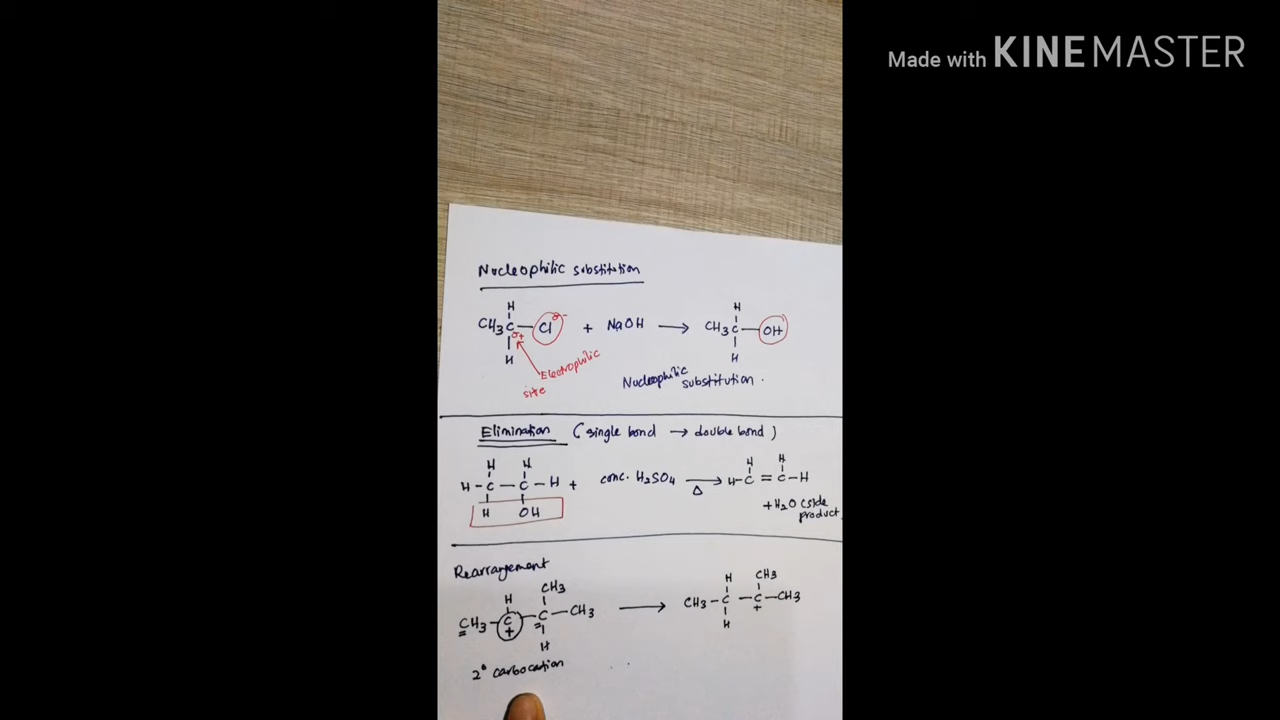 Made with KINEMASTER
Nucleophilic substitution
H H
CH3 C — Cl σ- + NaOH → CH3 C — OH
σ+
H H
Electrophilic
site
Nucleophilic
substitution.
Elimination (single bond → double bond)
H H H H
H - C - C - H + conc. H2SO4 → H - C = C - H
Δ
H OH
+ H2O (side
product
Rearrangement
CH3 CH3
H H
CH3 - C - C - CH3 → CH3 - C - C - CH3
+ +
H H
2° carbocation